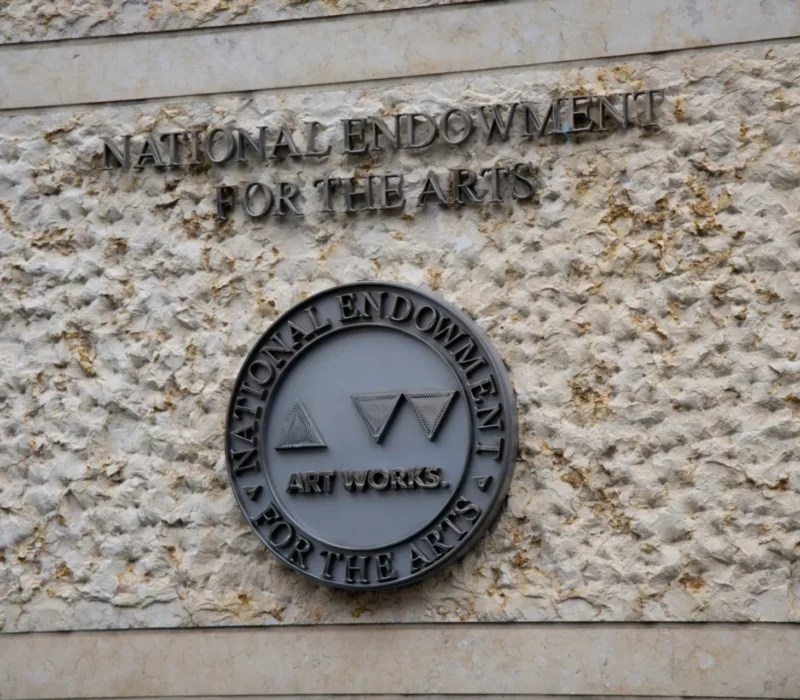 NATIONAL ENDOWMENT
FOR THE ARTS
NATIONAL ENDOWMENT
ART WORKS.
FOR THE ARTS